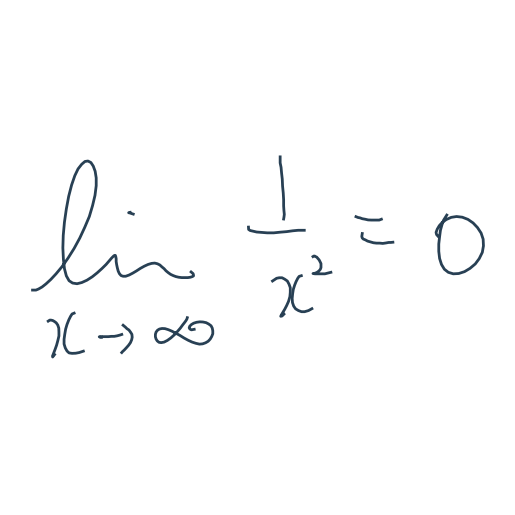 lim 1/x² = 0
x → ∞